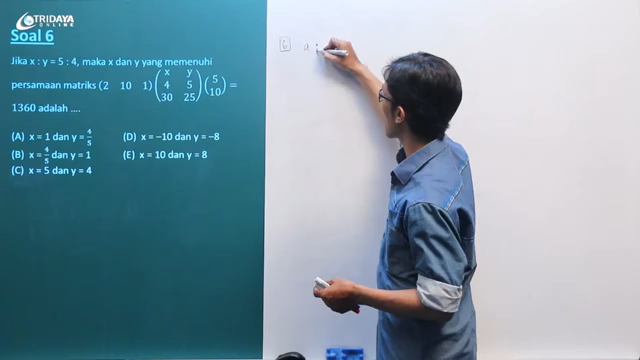 TRIDAYA
ONLINE
Soal 6
Jika x : y = 5 : 4, maka x dan y yang memenuhi
persamaan matriks (2 10 1) (x y 4 5 30 25) (5 10) =
1360 adalah ....
(A) x = 1 dan y = 4/5
(D) x = −10 dan y = −8
(B) x = 4/5 dan y = 1
(E) x = 10 dan y = 8
(C) x = 5 dan y = 4
6 x :